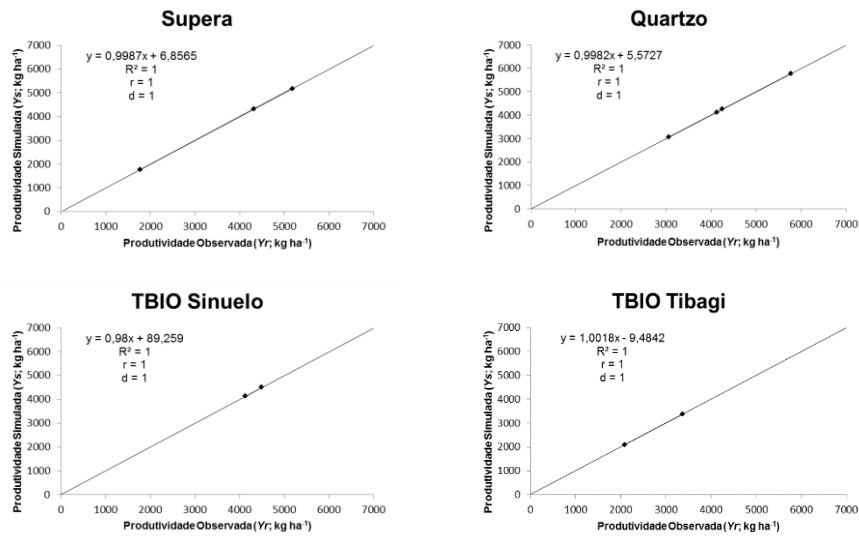 Supera
y = 0,9987x + 6,8565
R² = 1
r = 1
d = 1
Produtividade Simulada (Ys; kg ha⁻¹)
7000
6000
5000
4000
3000
2000
1000
0
0 1000 2000 3000 4000 5000 6000 7000
Produtividade Observada (Yr; kg ha⁻¹)
Quartzo
y = 0,9982x + 5,5727
R² = 1
r = 1
d = 1
Produtividade Simulada (Ys; kg ha⁻¹)
7000
6000
5000
4000
3000
2000
1000
0
0 1000 2000 3000 4000 5000 6000 7000
Produtividade Observada (Yr; kg ha⁻¹)
TBIO Sinuelo
y = 0,98x + 89,259
R² = 1
r = 1
d = 1
Produtividade Simulada (Ys; kg ha⁻¹)
7000
6000
5000
4000
3000
2000
1000
0
0 1000 2000 3000 4000 5000 6000 7000
Produtividade Observada (Yr; kg ha⁻¹)
TBIO Tibagi
y = 1,0018x - 9,4842
R² = 1
r = 1
d = 1
Produtividade Simulada (Ys; kg ha⁻¹)
7000
6000
5000
4000
3000
2000
1000
0
0 1000 2000 3000 4000 5000 6000 7000
Produtividade Observada (Yr; kg ha⁻¹)